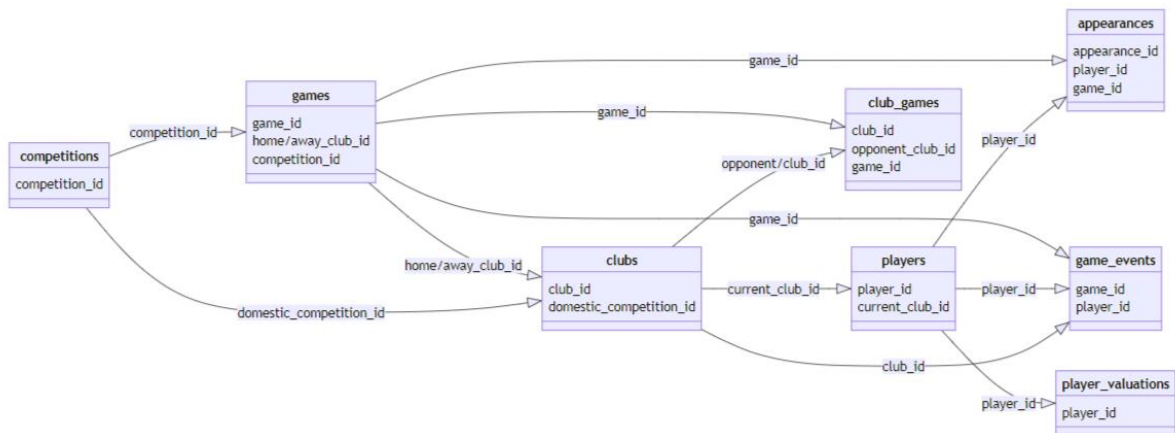 competitions
competition_id
competition_id
domestic_competition_id
games
game_id
home/away_club_id
competition_id
game_id
game_id
game_id
home/away_club_id
clubs
club_id
domestic_competition_id
opponent/club_id
current_club_id
club_id
club_games
club_id
opponent_club_id
game_id
players
player_id
current_club_id
player_id
player_id
player_id
appearances
appearance_id
player_id
game_id
game_events
game_id
player_id
player_valuations
player_id